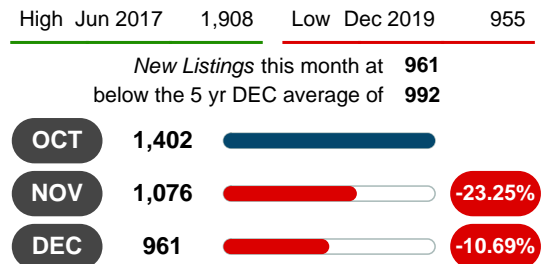 High Jun 2017 1,908 Low Dec 2019 955
New Listings this month at 961
below the 5 yr DEC average of 992
OCT 1,402
NOV 1,076 -23.25%
DEC 961 -10.69%